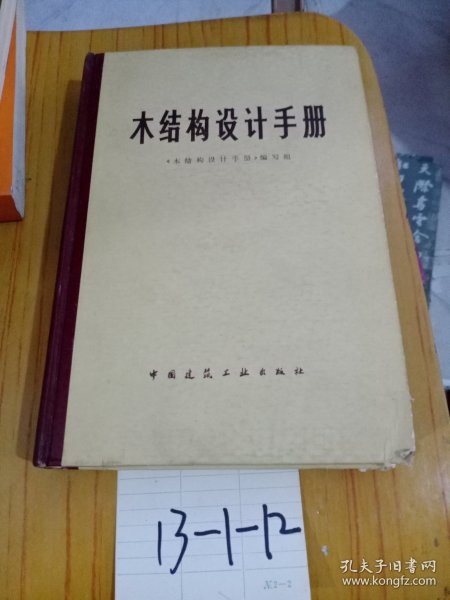 木结构设计手册
《木结构设计手册》编写组
中国建筑工业出版社
13-1-12
№2—2
孔夫子旧书网
www.kongfz.com